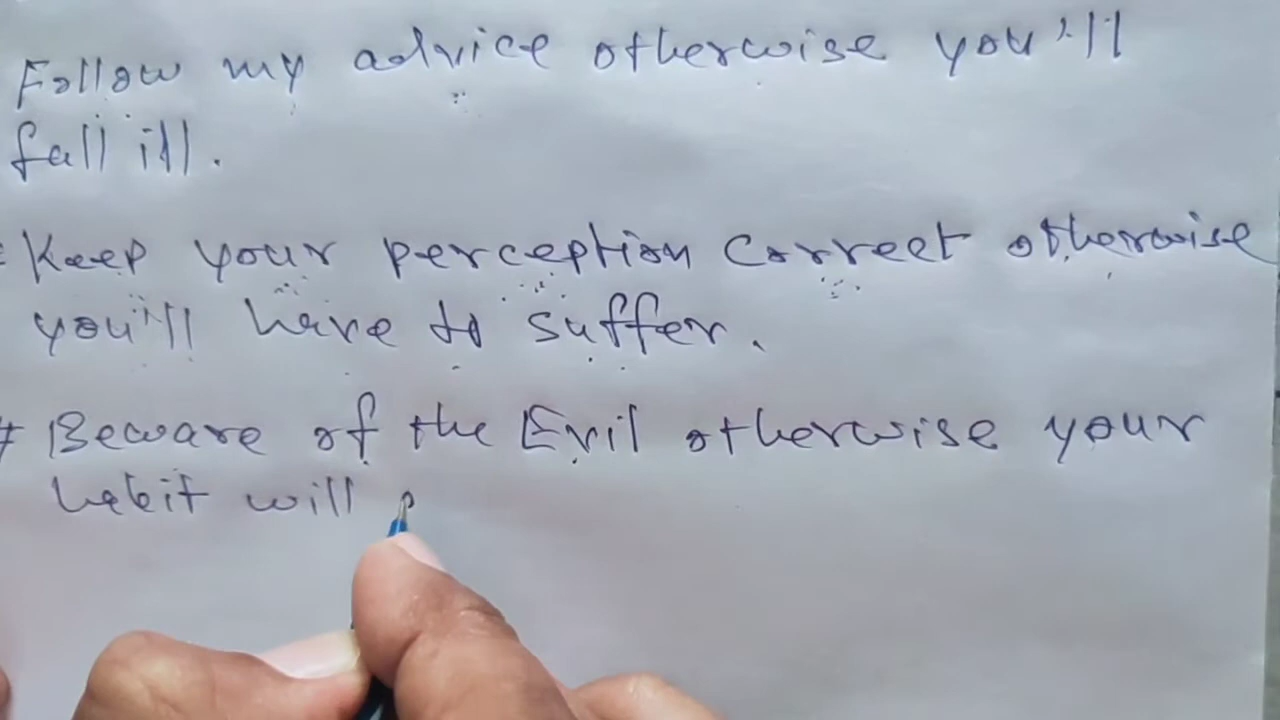 Follow my advice otherwise you'll
fall ill.
Keep your perception correct otherwise
you'll have to suffer.
# Beware of the Evil otherwise your
habit will